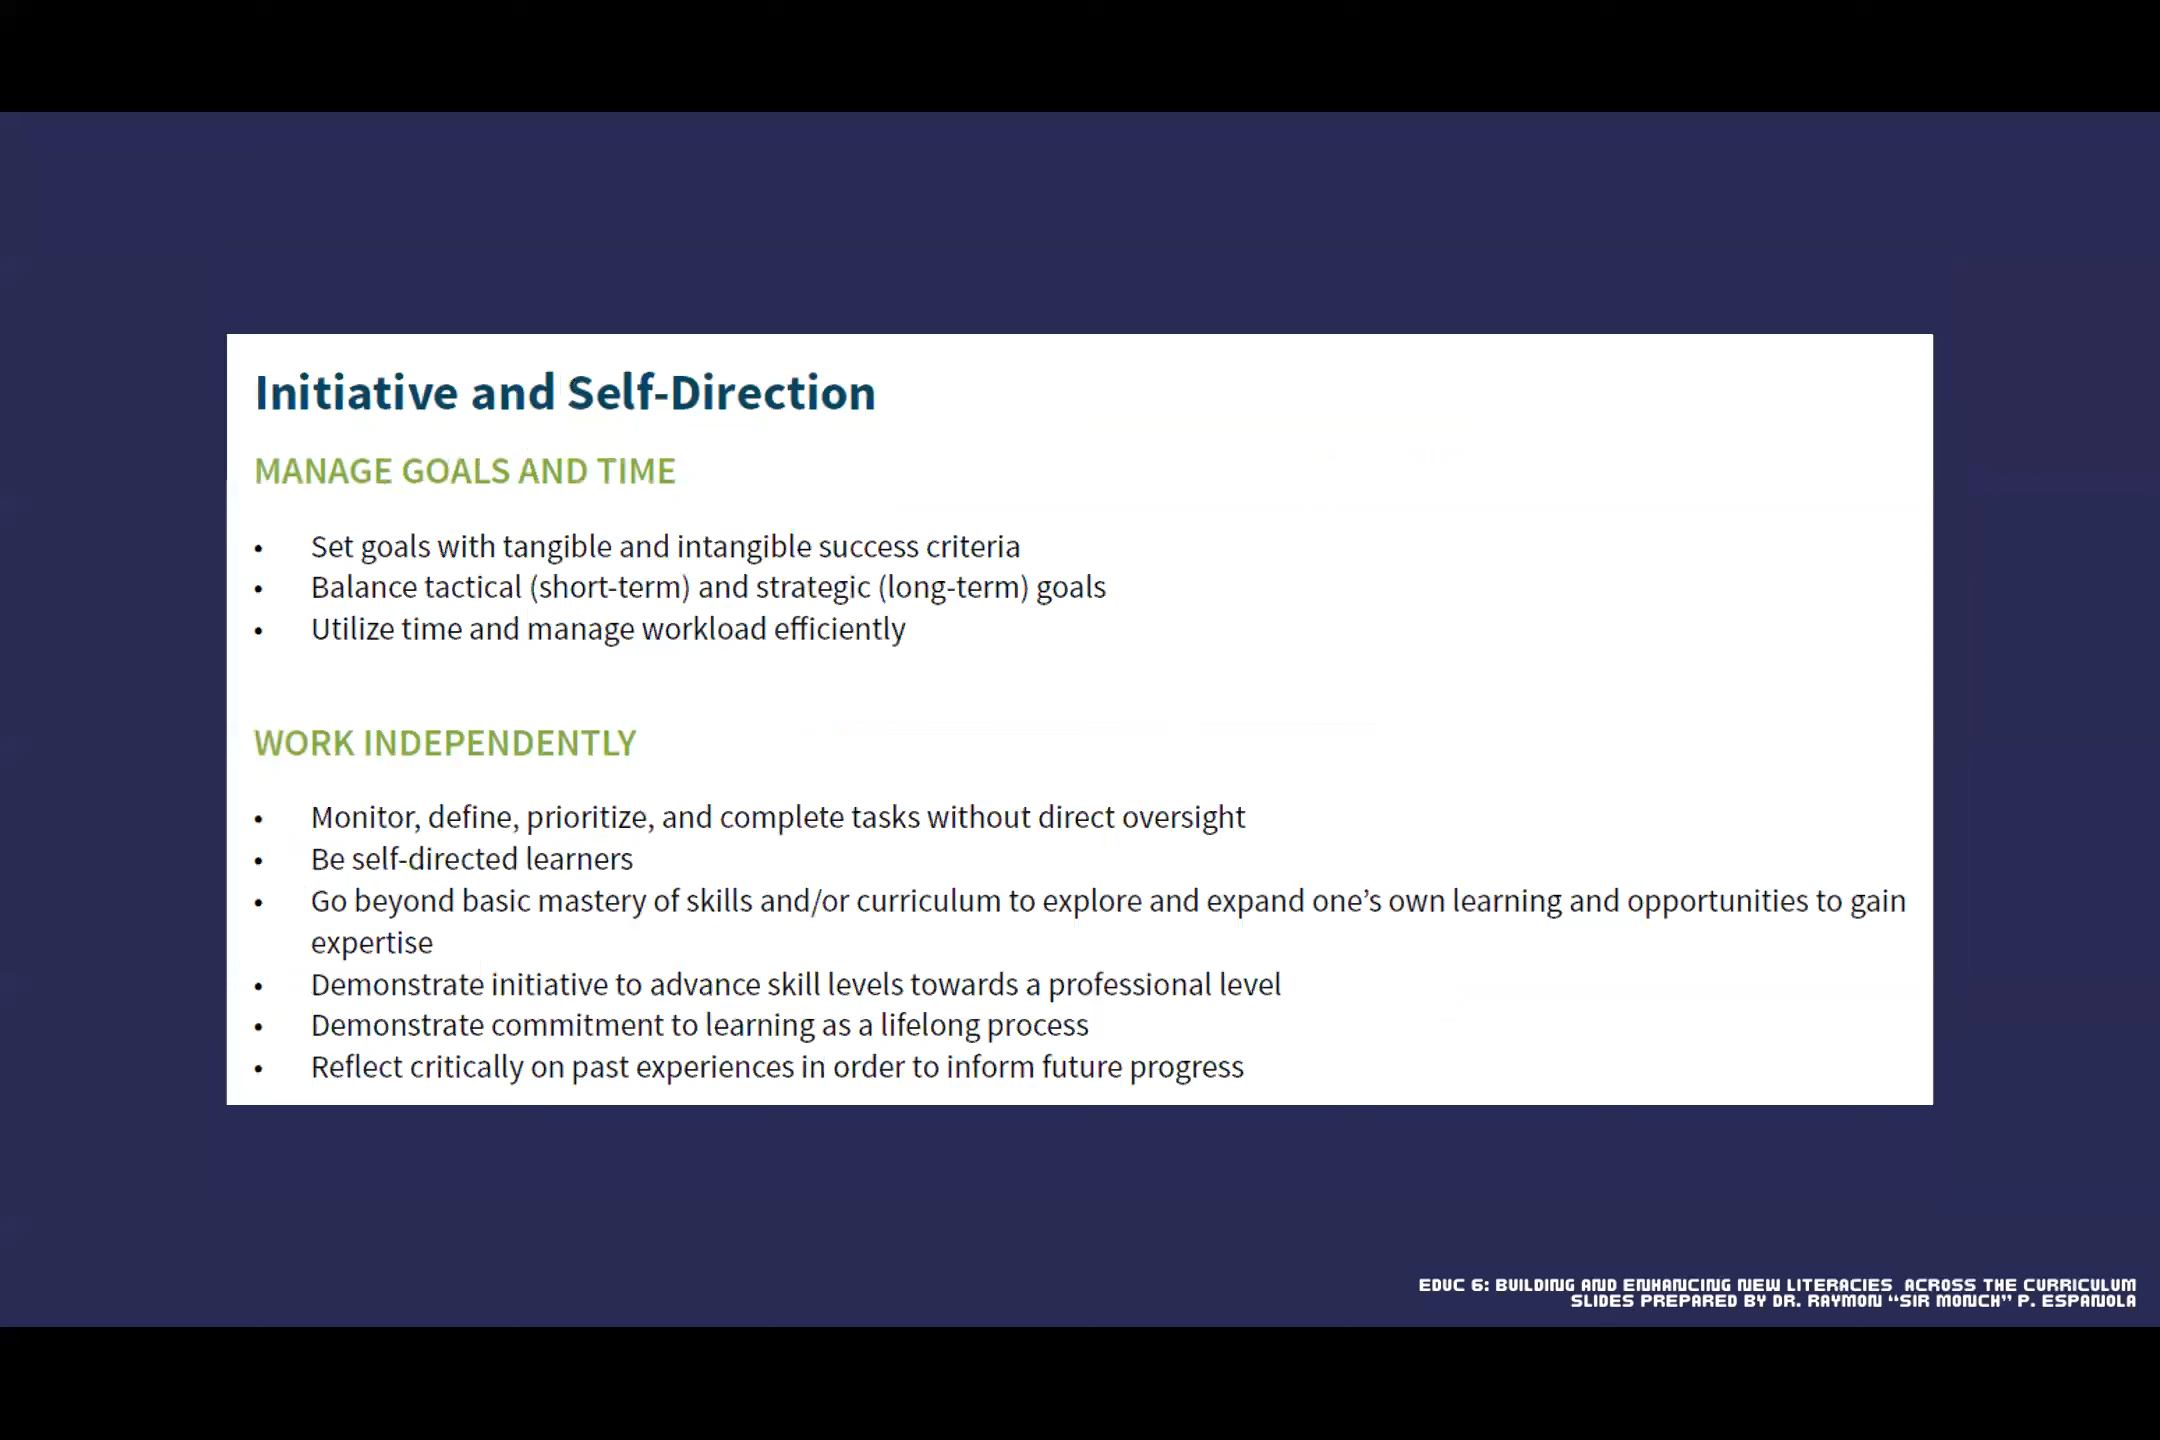 Initiative and Self-Direction
MANAGE GOALS AND TIME
• Set goals with tangible and intangible success criteria
• Balance tactical (short-term) and strategic (long-term) goals
• Utilize time and manage workload efficiently
WORK INDEPENDENTLY
• Monitor, define, prioritize, and complete tasks without direct oversight
• Be self-directed learners
• Go beyond basic mastery of skills and/or curriculum to explore and expand one’s own learning and opportunities to gain
expertise
• Demonstrate initiative to advance skill levels towards a professional level
• Demonstrate commitment to learning as a lifelong process
• Reflect critically on past experiences in order to inform future progress
EDUC 6: BUILDING AND ENHANCING NEW LITERACIES ACROSS THE CURRICULUM
SLIDES PREPARED BY DR. RAYMON “SIR MONCH” P. ESPANOLA